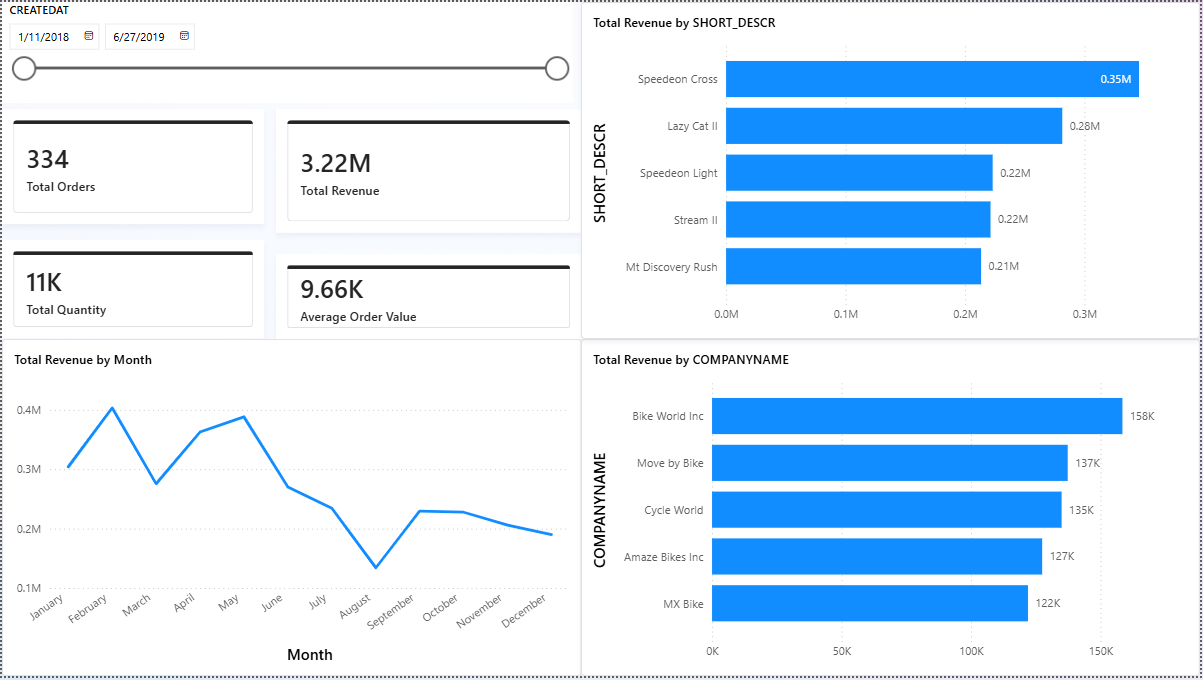 CREATEDAT
1/11/2018 6/27/2019
334
Total Orders
3.22M
Total Revenue
11K
Total Quantity
9.66K
Average Order Value
Total Revenue by SHORT_DESCR
SHORT_DESCR
Speedeon Cross 0.35M
Lazy Cat II 0.28M
Speedeon Light 0.22M
Stream II 0.22M
Mt Discovery Rush 0.21M
0.0M 0.1M 0.2M 0.3M
Total Revenue by Month
0.4M
0.3M
0.2M
0.1M
January February March April May June July August September October November December
Month
Total Revenue by COMPANYNAME
COMPANYNAME
Bike World Inc 158K
Move by Bike 137K
Cycle World 135K
Amaze Bikes Inc 127K
MX Bike 122K
0K 50K 100K 150K